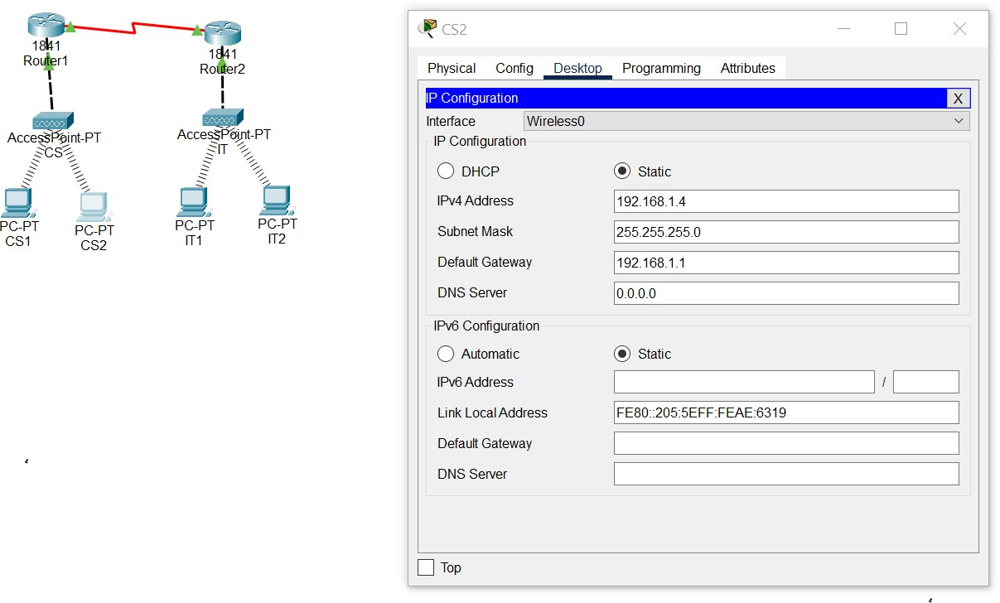 1841
Router1
1841
Router2
AccessPoint-PT
CS
AccessPoint-PT
IT
PC-PT
CS1
PC-PT
CS2
PC-PT
IT1
PC-PT
IT2
CS2
Physical Config Desktop Programming Attributes
IP Configuration X
Interface Wireless0
IP Configuration
DHCP Static
IPv4 Address 192.168.1.4
Subnet Mask 255.255.255.0
Default Gateway 192.168.1.1
DNS Server 0.0.0.0
IPv6 Configuration
Automatic Static
IPv6 Address /
Link Local Address FE80::205:5EFF:FEAE:6319
Default Gateway
DNS Server
Top